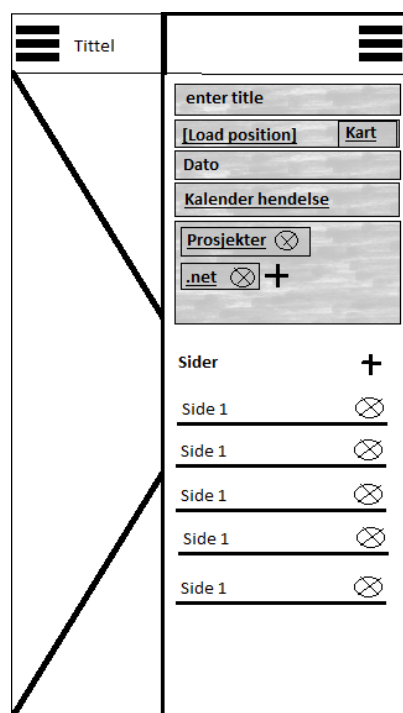 Tittel
enter title
[Load position] Kart
Dato
Kalender hendelse
Prosjekter
.net
Sider
Side 1
Side 1
Side 1
Side 1
Side 1